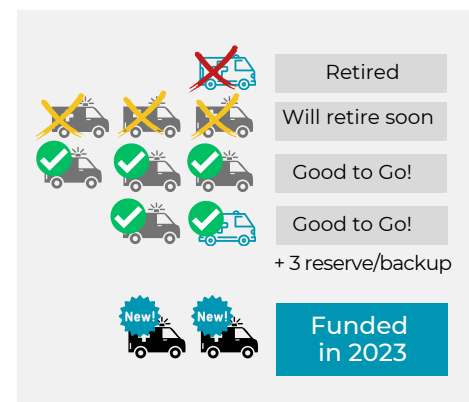 Retired
Will retire soon
Good to Go!
Good to Go!
+ 3 reserve/backup
New! New!
Funded
in 2023